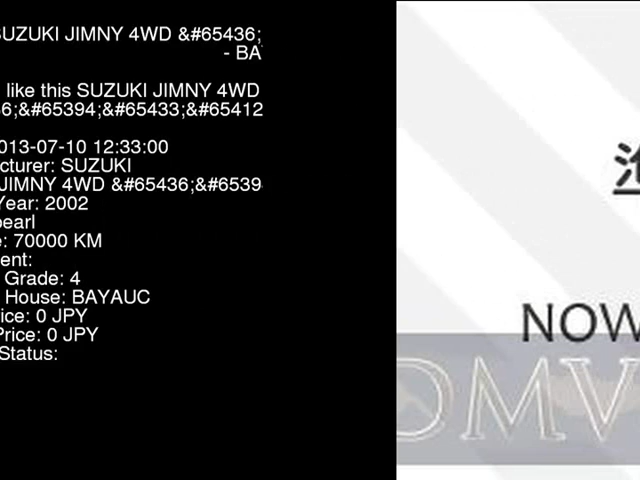 SUZUKI JIMNY 4WD &#65436;
- BA
like this SUZUKI JIMNY 4WD
6;&#65394;&#65433;&#65412
013-07-10 12:33:00
cturer: SUZUKI
JIMNY 4WD &#65436;&#6539
Year: 2002
pearl
e: 70000 KM
ent:
Grade: 4
House: BAYAUC
ice: 0 JPY
Price: 0 JPY
Status:
NOW
DMV